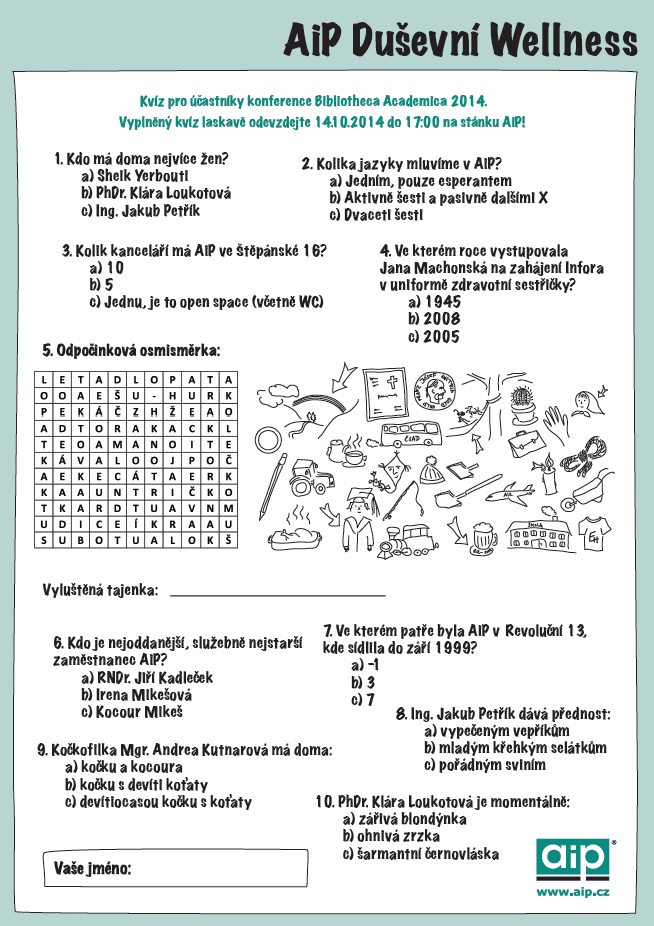 AiP Duševní Wellness
Kvíz pro účastníky konference Bibliotheca Academica 2014.
Vyplněný kvíz laskavě odevzdejte 14.10.2014 do 17:00 na stánku AiP!
1. Kdo má doma nejvíce žen?
a) Sheik Yerbouti
b) PhDr. Klára Loukotová
c) Ing. Jakub Petřík
2. Kolika jazyky mluvíme v AiP?
a) Jedním, pouze esperantem
b) Aktivně šesti a pasivně dalšími X
c) Dvaceti šesti
3. Kolik kanceláří má AiP ve Štěpánské 16?
a) 10
b) 5
c) Jednu, je to open space (včetně WC)
4. Ve kterém roce vystupovala
Jana Machonská na zahájení Infora
v uniformě zdravotní sestřičky?
a) 1945
b) 2008
c) 2005
5. Odpočinková osmisměrka:
L E T A D L O P A T A
O O A E Š U - H U R K
P E K Á Č Z H Ž E A O
A D T O R A K A C K L
T E O A M A N O I T E
K Á V A L O O J P O Č
A E K E C Á T A E R K
K A A U N T R I Č K O
T K A R D T U A V N M
U D I C E Í K R A A U
S U B O T U A L O K Š
ČSAD
ŠKOLA
Vyluštěná tajenka:
6. Kdo je nejoddanější, služebně nejstarší
zaměstnanec AiP?
a) RNDr. Jiří Kadleček
b) Irena Mikešová
c) Kocour Mikeš
7. Ve kterém patře byla AiP v Revoluční 13,
kde sídlila do září 1999?
a) -1
b) 3
c) 7
8. Ing. Jakub Petřík dává přednost:
a) vypečeným vepříkům
b) mladým křehkým selátkům
c) pořádným sviním
9. Kočkofilka Mgr. Andrea Kutnarová má doma:
a) kočku a kocoura
b) kočku s devíti koťaty
c) devítiocasou kočku s koťaty
10. PhDr. Klára Loukotová je momentálně:
a) zářivá blondýnka
b) ohnivá zrzka
c) šarmantní černovláska
Vaše jméno:
aip®
www.aip.cz